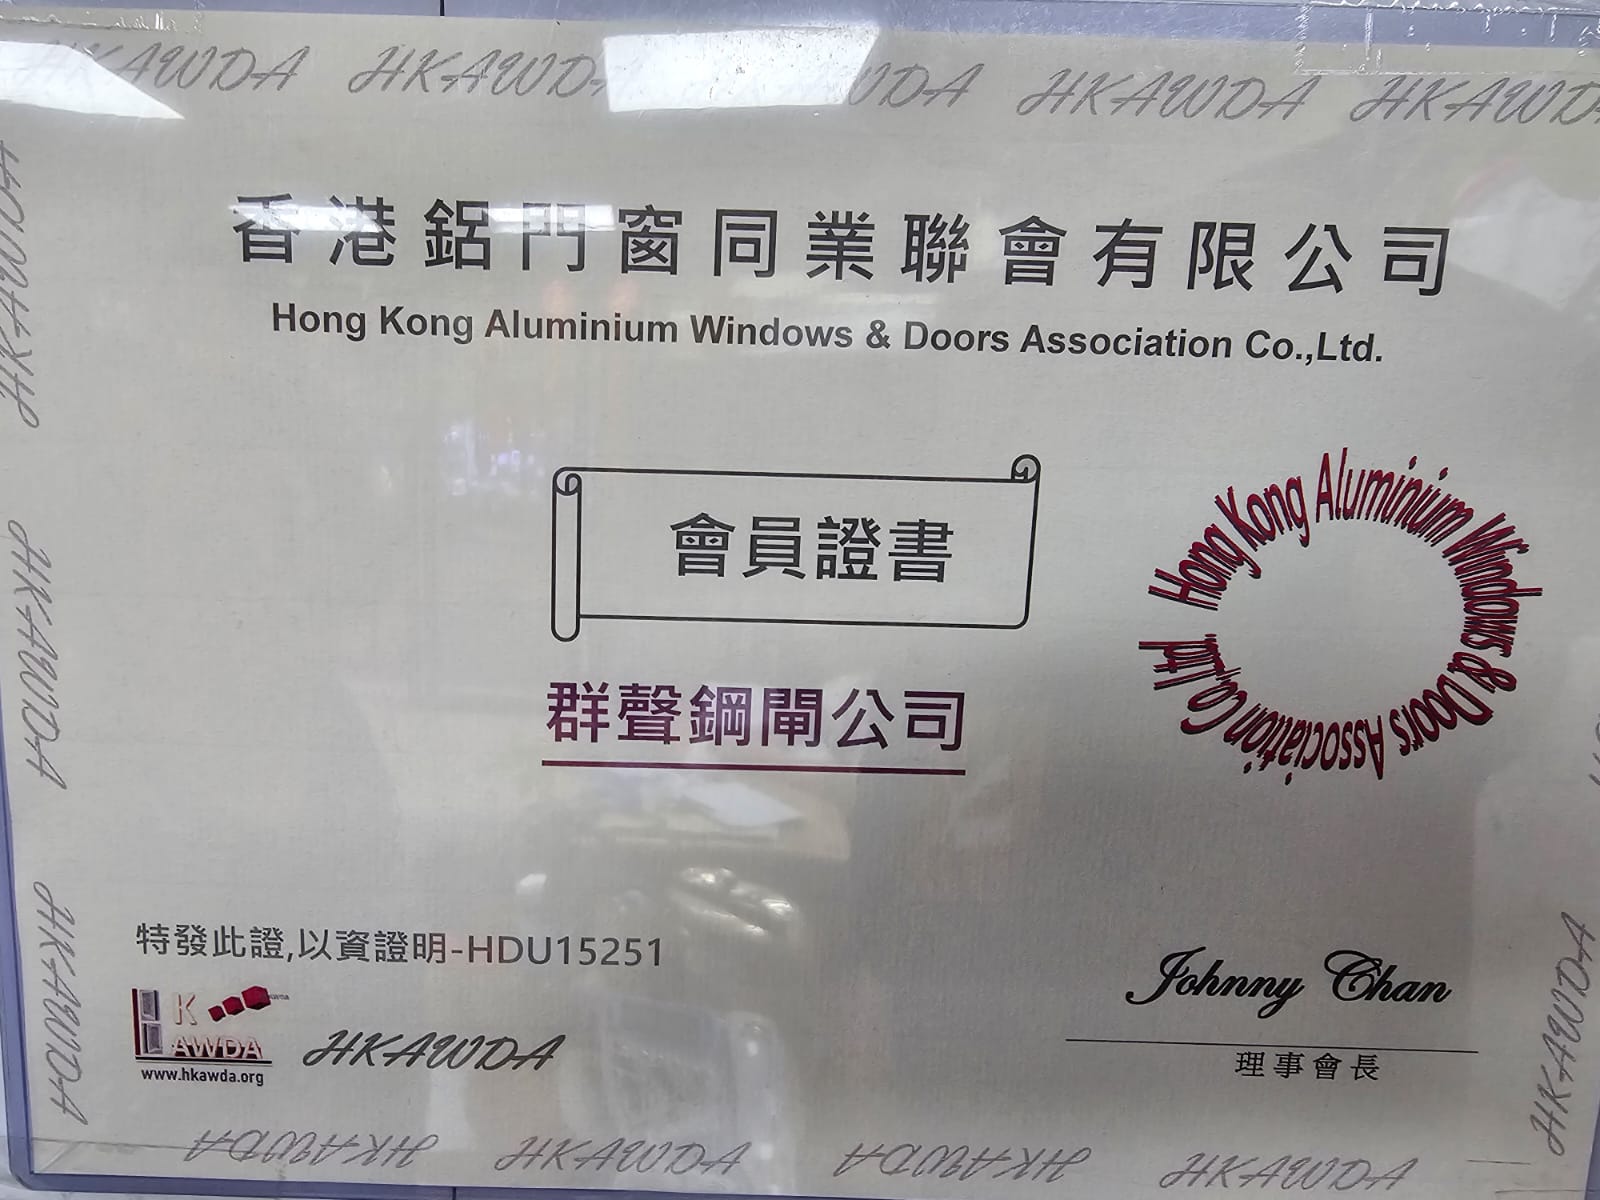 HKAWDA HKAWDA HKAWDA HKAWDA
香港鋁門窗同業聯會有限公司
Hong Kong Aluminium Windows & Doors Association Co.,Ltd.
會員證書
Hong Kong Aluminium Windows & Doors Association Co., Ltd.
群聲鋼閘公司
特發此證,以資證明-HDU15251
HK
AWDA
www.hkawda.org
HKAWDA
Johnny Chan
理事會長
HKAWDA
HKAWDA
HKAWDA
HKAWDA
HKAWDA HKAWDA HKAWDA HKAWDA